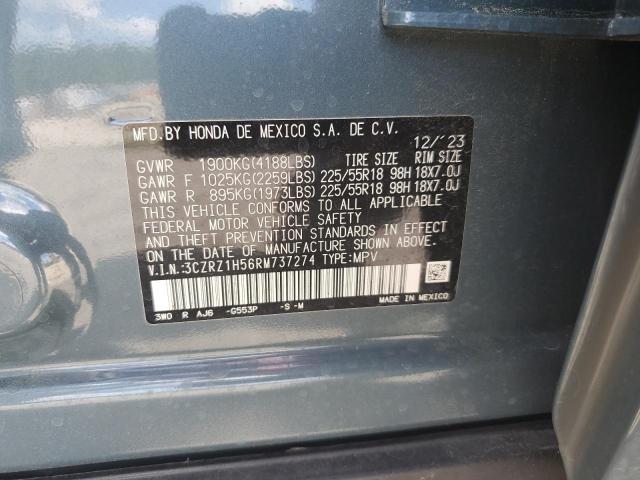 MFD.BY HONDA DE MEXICO S.A. DE C.V.
12/'23
GVWR 1900KG(4188LBS) TIRE SIZE RIM SIZE
GAWR F 1025KG(2259LBS) 225/55R18 98H 18X7.0J
GAWR R 895KG(1973LBS) 225/55R18 98H 18X7.0J
THIS VEHICLE CONFORMS TO ALL APPLICABLE
FEDERAL MOTOR VEHICLE SAFETY
AND THEFT PREVENTION STANDARDS IN EFFECT
ON THE DATE OF MANUFACTURE SHOWN ABOVE.
V.I.N.:3CZRZ1H56RM737274 TYPE:MPV
3W0 R AJ6 -G553P -S -M MADE IN MEXICO